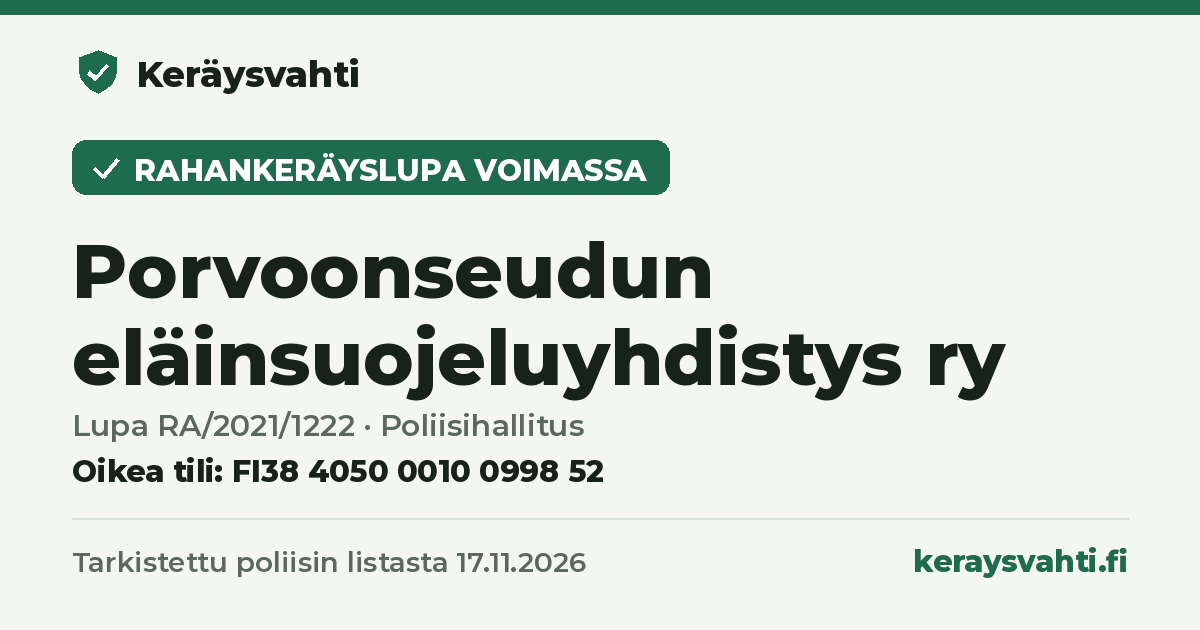 Keräysvahti
RAHANKERÄYSLUPA VOIMASSA
Porvoonseudun
eläinsuojeluyhdistys ry
Lupa RA/2021/1222 · Poliisihallitus
Oikea tili: FI38 4050 0010 0998 52
Tarkistettu poliisin listasta 17.11.2026
keraysvahti.fi